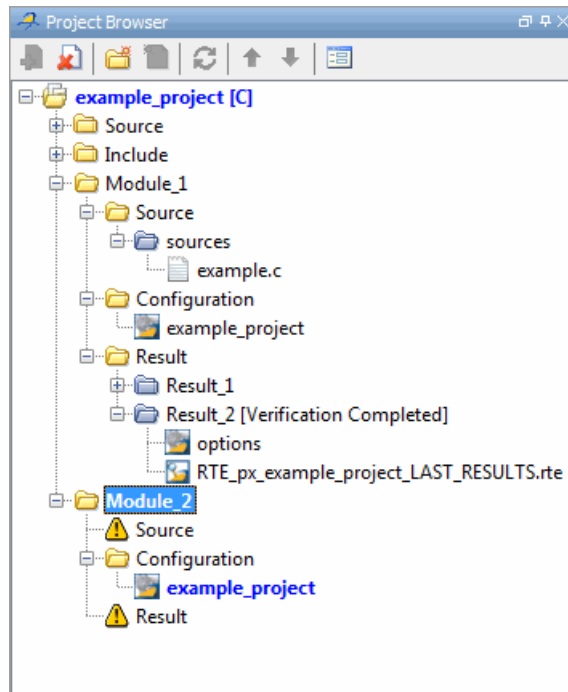 Project Browser
example_project [C]
Source
Include
Module_1
Source
sources
example.c
Configuration
example_project
Result
Result_1
Result_2 [Verification Completed]
options
RTE_px_example_project_LAST_RESULTS.rte
Module_2
Source
Configuration
example_project
Result